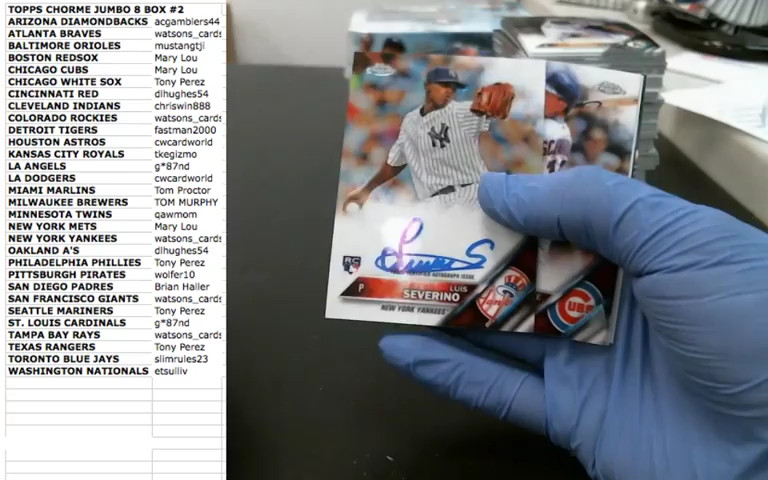 TOPPS CHORME JUMBO 8 BOX #2
ARIZONA DIAMONDBACKS acgamblers44
ATLANTA BRAVES watsons_cards
BALTIMORE ORIOLES mustangtji
BOSTON REDSOX Mary Lou
CHICAGO CUBS Mary Lou
CHICAGO WHITE SOX Tony Perez
CINCINNATI RED dlhughes54
CLEVELAND INDIANS chriswin888
COLORADO ROCKIES watsons_cards
DETROIT TIGERS fastman2000
HOUSTON ASTROS cwcardworld
KANSAS CITY ROYALS tkegizmo
LA ANGELS g*87nd
LA DODGERS cwcardworld
MIAMI MARLINS Tom Proctor
MILWAUKEE BREWERS TOM MURPHY
MINNESOTA TWINS qawmom
NEW YORK METS Mary Lou
NEW YORK YANKEES watsons_cards
OAKLAND A'S dlhughes54
PHILADELPHIA PHILLIES Tony Perez
PITTSBURGH PIRATES wolfer10
SAN DIEGO PADRES Brian Haller
SAN FRANCISCO GIANTS watsons_cards
SEATTLE MARINERS Tony Perez
ST. LOUIS CARDINALS g*87nd
TAMPA BAY RAYS watsons_cards
TEXAS RANGERS Tony Perez
TORONTO BLUE JAYS slimrules23
WASHINGTON NATIONALS etsulliv
CERTIFIED AUTOGRAPH ISSUE
RC
P
LUIS
SEVERINO
NEW YORK YANKEES
CUBS